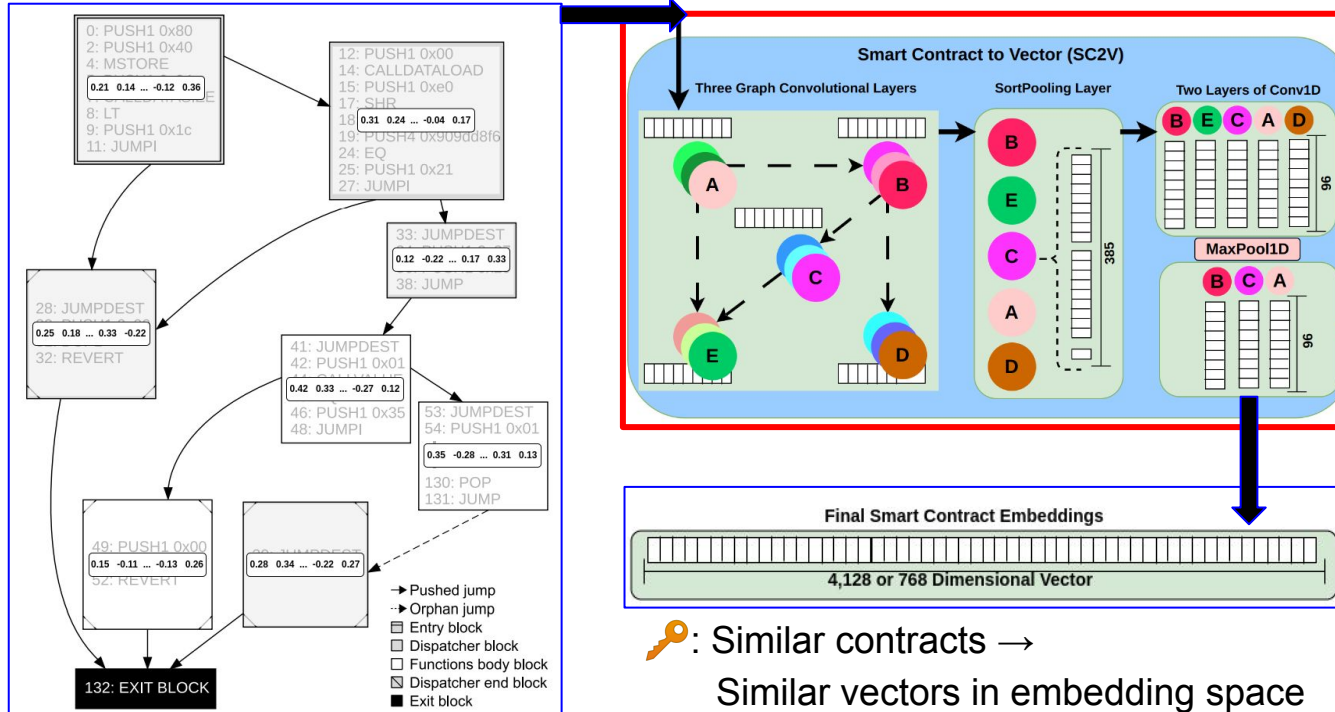 0: PUSH1 0x80
2: PUSH1 0x40
4: MSTORE
0.21 0.14 ... -0.12 0.36
8: LT
9: PUSH1 0x1c
11: JUMPI
12: PUSH1 0x00
14: CALLDATALOAD
15: PUSH1 0xe0
17: SHR
18
0.31 0.24 ... -0.04 0.17
19: PUSH4 0x909dd8f6
24: EQ
25: PUSH1 0x21
27: JUMPI
33: JUMPDEST
0.12 -0.22 ... 0.17 0.33
38: JUMP
28: JUMPDEST
0.25 0.18 ... 0.33 -0.22
32: REVERT
41: JUMPDEST
42: PUSH1 0x01
0.42 0.33 ... -0.27 0.12
46: PUSH1 0x35
48: JUMPI
53: JUMPDEST
54: PUSH1 0x01
0.35 -0.28 ... 0.31 0.13
130: POP
131: JUMP
49: PUSH1 0x00
0.15 -0.11 ... -0.13 0.26
52: REVERT
JUMPDEST
0.28 0.34 ... -0.22 0.27
132: EXIT BLOCK
Pushed jump
Orphan jump
Entry block
Dispatcher block
Functions body block
Dispatcher end block
Exit block
Smart Contract to Vector (SC2V)
Three Graph Convolutional Layers
A
B
C
E
D
SortPooling Layer
B
E
C
A
D
385
Two Layers of Conv1D
B E C A D
96
MaxPool1D
B C A
96
Final Smart Contract Embeddings
4,128 or 768 Dimensional Vector
🔑: Similar contracts →
Similar vectors in embedding space